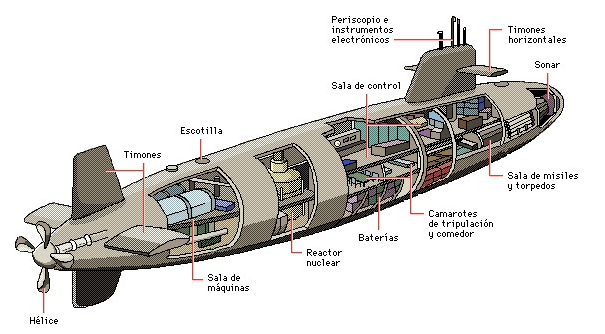 Periscopio e
instrumentos
electrónicos
Timones
horizontales
Sonar
Sala de control
Escotilla
Timones
Sala de misiles
y torpedos
Camarotes
de tripulación
y comedor
Baterías
Reactor
nuclear
Sala de
máquinas
Hélice